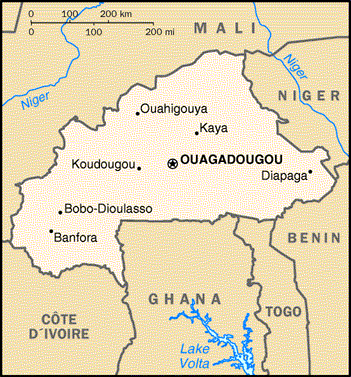 0 100 200 km
0 100 200 mi
MALI
Niger
Niger
NIGER
Ouahigouya
Kaya
Koudougou
OUAGADOUGOU
Diapaga
Bobo-Dioulasso
Banfora
BENIN
GHANA
TOGO
CÔTE
D´IVOIRE
Lake
Volta